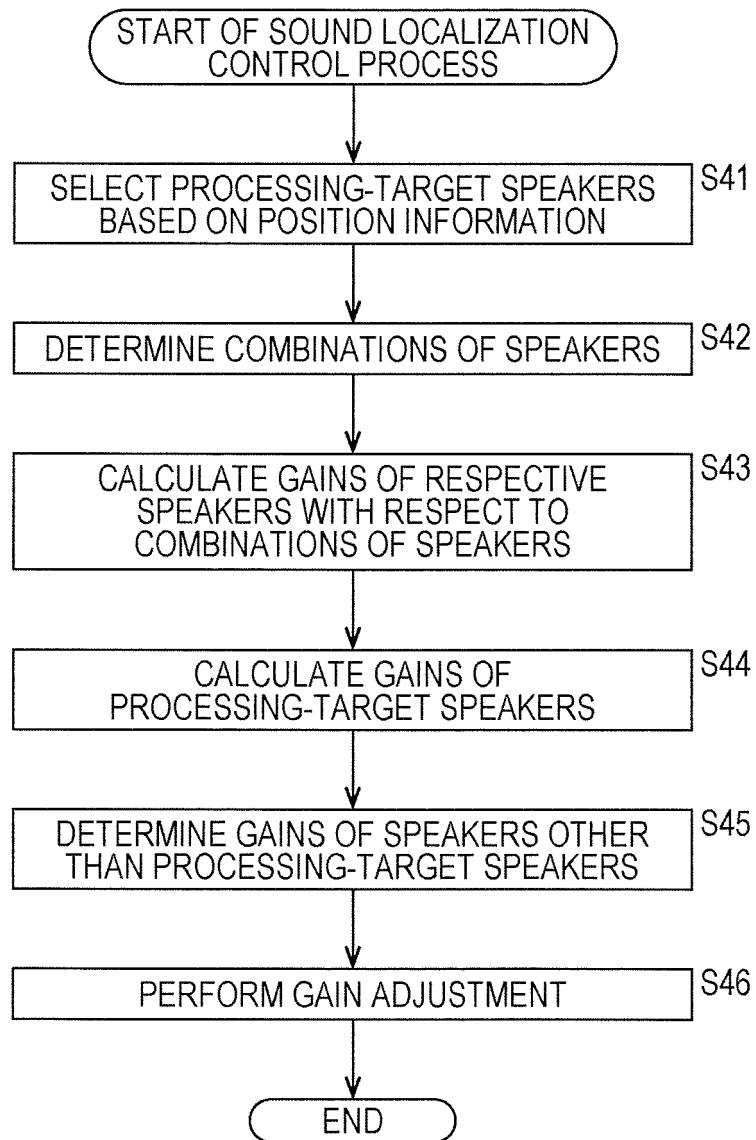 START OF SOUND LOCALIZATION
CONTROL PROCESS
SELECT PROCESSING-TARGET SPEAKERS
BASED ON POSITION INFORMATION
S41
DETERMINE COMBINATIONS OF SPEAKERS
S42
CALCULATE GAINS OF RESPECTIVE
SPEAKERS WITH RESPECT TO
COMBINATIONS OF SPEAKERS
S43
CALCULATE GAINS OF
PROCESSING-TARGET SPEAKERS
S44
DETERMINE GAINS OF SPEAKERS OTHER
THAN PROCESSING-TARGET SPEAKERS
S45
PERFORM GAIN ADJUSTMENT
S46
END